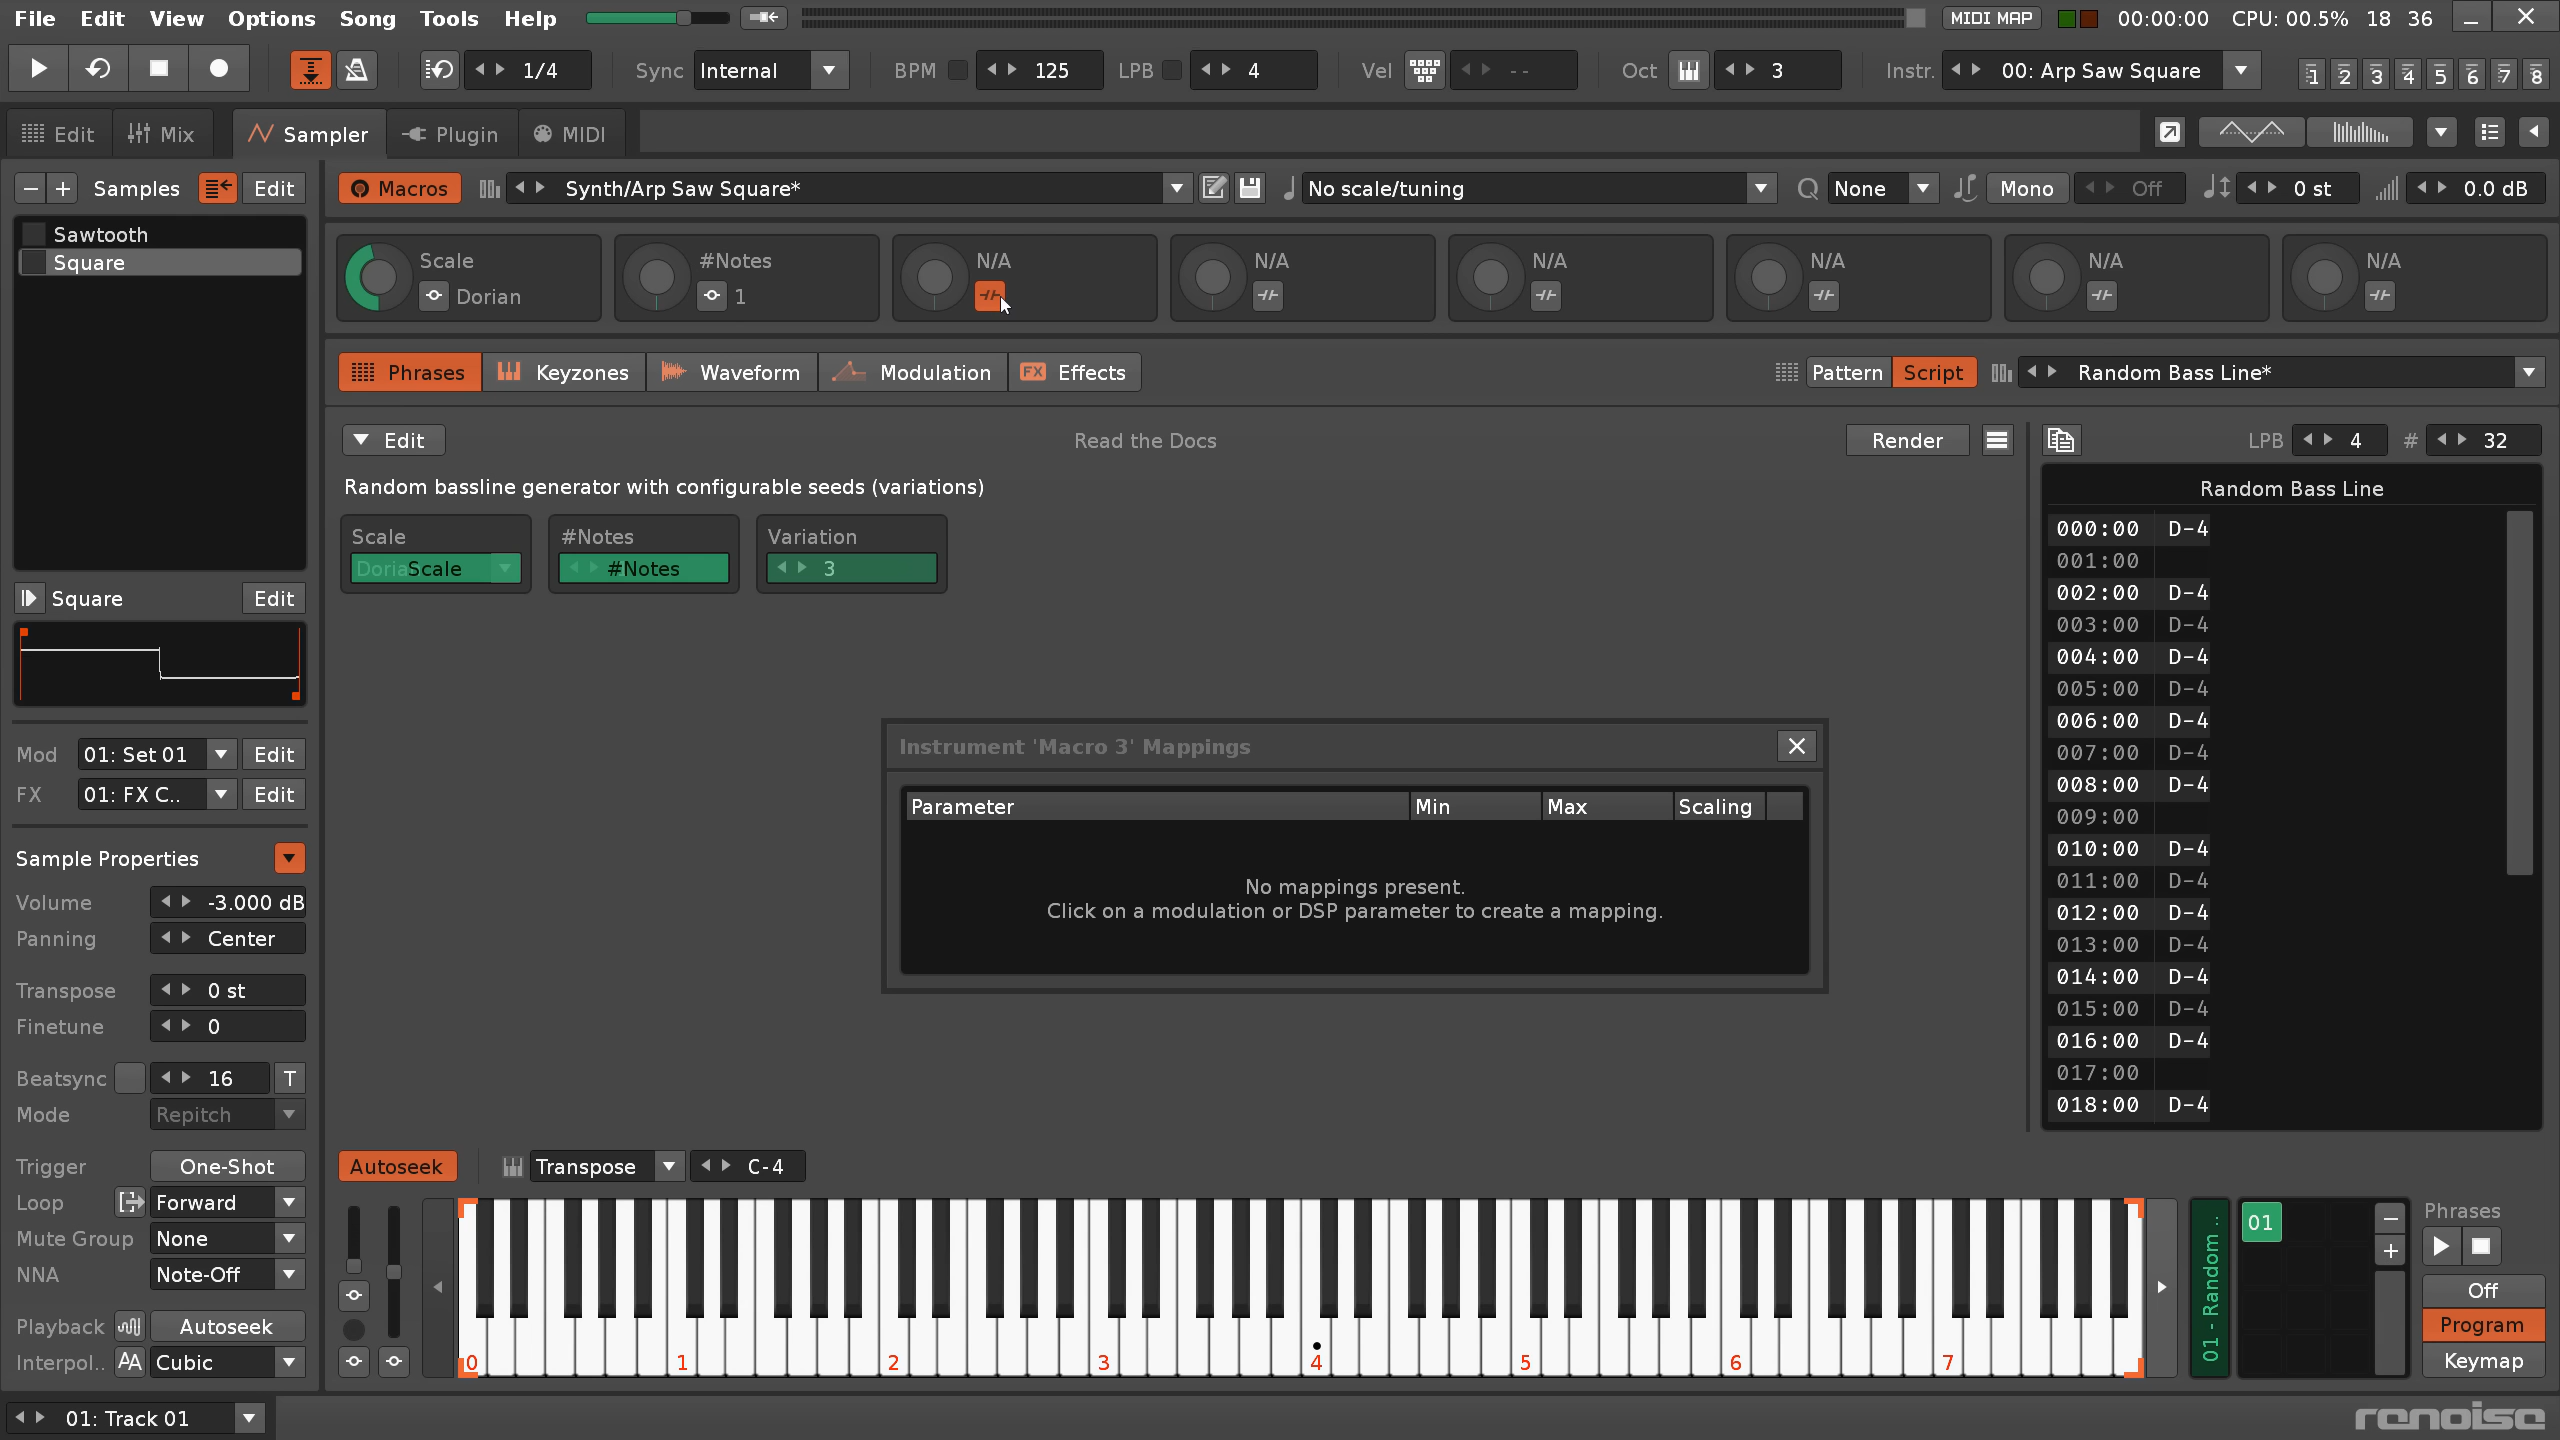 File Edit View Options Song Tools Help MIDI MAP 00:00:00 CPU: 00.5% 18 36
1/4 Sync Internal BPM 125 LPB 4 Vel -- Oct 3 Instr. 00: Arp Saw Square 1 2 3 4 5 6 7 8
Edit Mix Sampler Plugin MIDI
Samples Edit Macros Synth/Arp Saw Square* No scale/tuning None Mono Off 0 st 0.0 dB
Sawtooth
Square
Scale #Notes N/A N/A N/A N/A N/A N/A
Dorian 1
Phrases Keyzones Waveform Modulation FX Effects Pattern Script Random Bass Line*
Edit Read the Docs Render LPB 4 # 32
Random bassline generator with configurable seeds (variations)
Scale #Notes Variation
Scale #Notes 3
Square Edit
Mod 01: Set 01 Edit
FX 01: FX C.. Edit
Sample Properties
Volume -3.000 dB
Panning Center
Transpose 0 st
Finetune 0
Beatsync 16 T
Mode Repitch
Trigger One-Shot
Loop Forward
Mute Group None
NNA Note-Off
Playback Autoseek
Interpol.. AA Cubic
Instrument 'Macro 3' Mappings
Parameter Min Max Scaling
No mappings present.
Click on a modulation or DSP parameter to create a mapping.
Random Bass Line
000:00 D-4
001:00
002:00 D-4
003:00 D-4
004:00 D-4
005:00 D-4
006:00 D-4
007:00 D-4
008:00 D-4
009:00
010:00 D-4
011:00 D-4
012:00 D-4
013:00 D-4
014:00 D-4
015:00 D-4
016:00 D-4
017:00
018:00 D-4
Autoseek Transpose C-4
0 1 2 3 4 5 6 7
01 - Random ..
01
Phrases
Off
Program
Keymap
01: Track 01
renoise